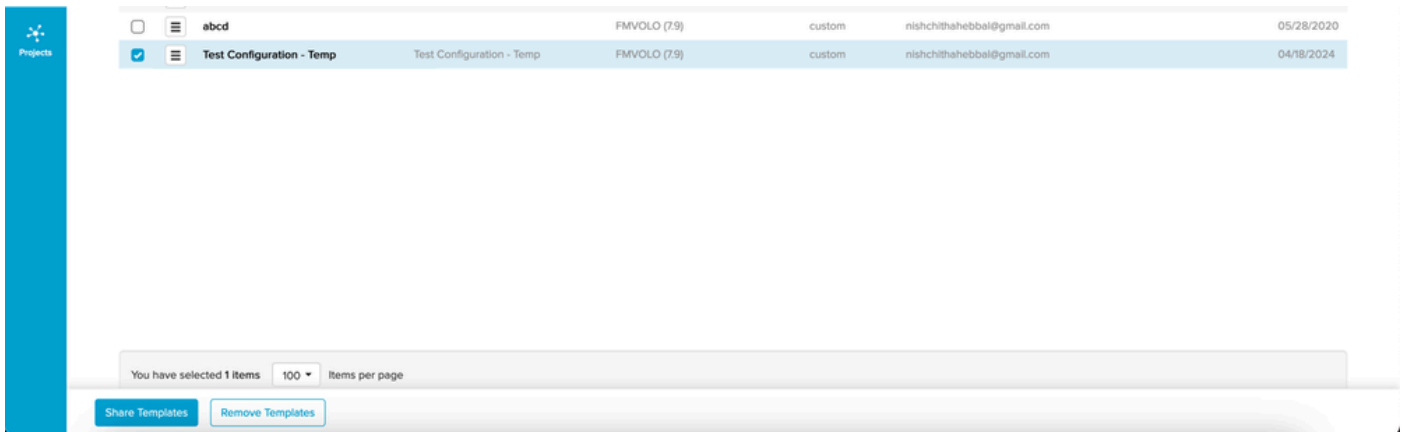 abcd FMVOLO (7.9) custom nishchithahebbal@gmail.com 05/28/2020
Projects
Test Configuration - Temp Test Configuration - Temp FMVOLO (7.9) custom nishchithahebbal@gmail.com 04/18/2024
You have selected 1 items 100 Items per page
Share Templates Remove Templates